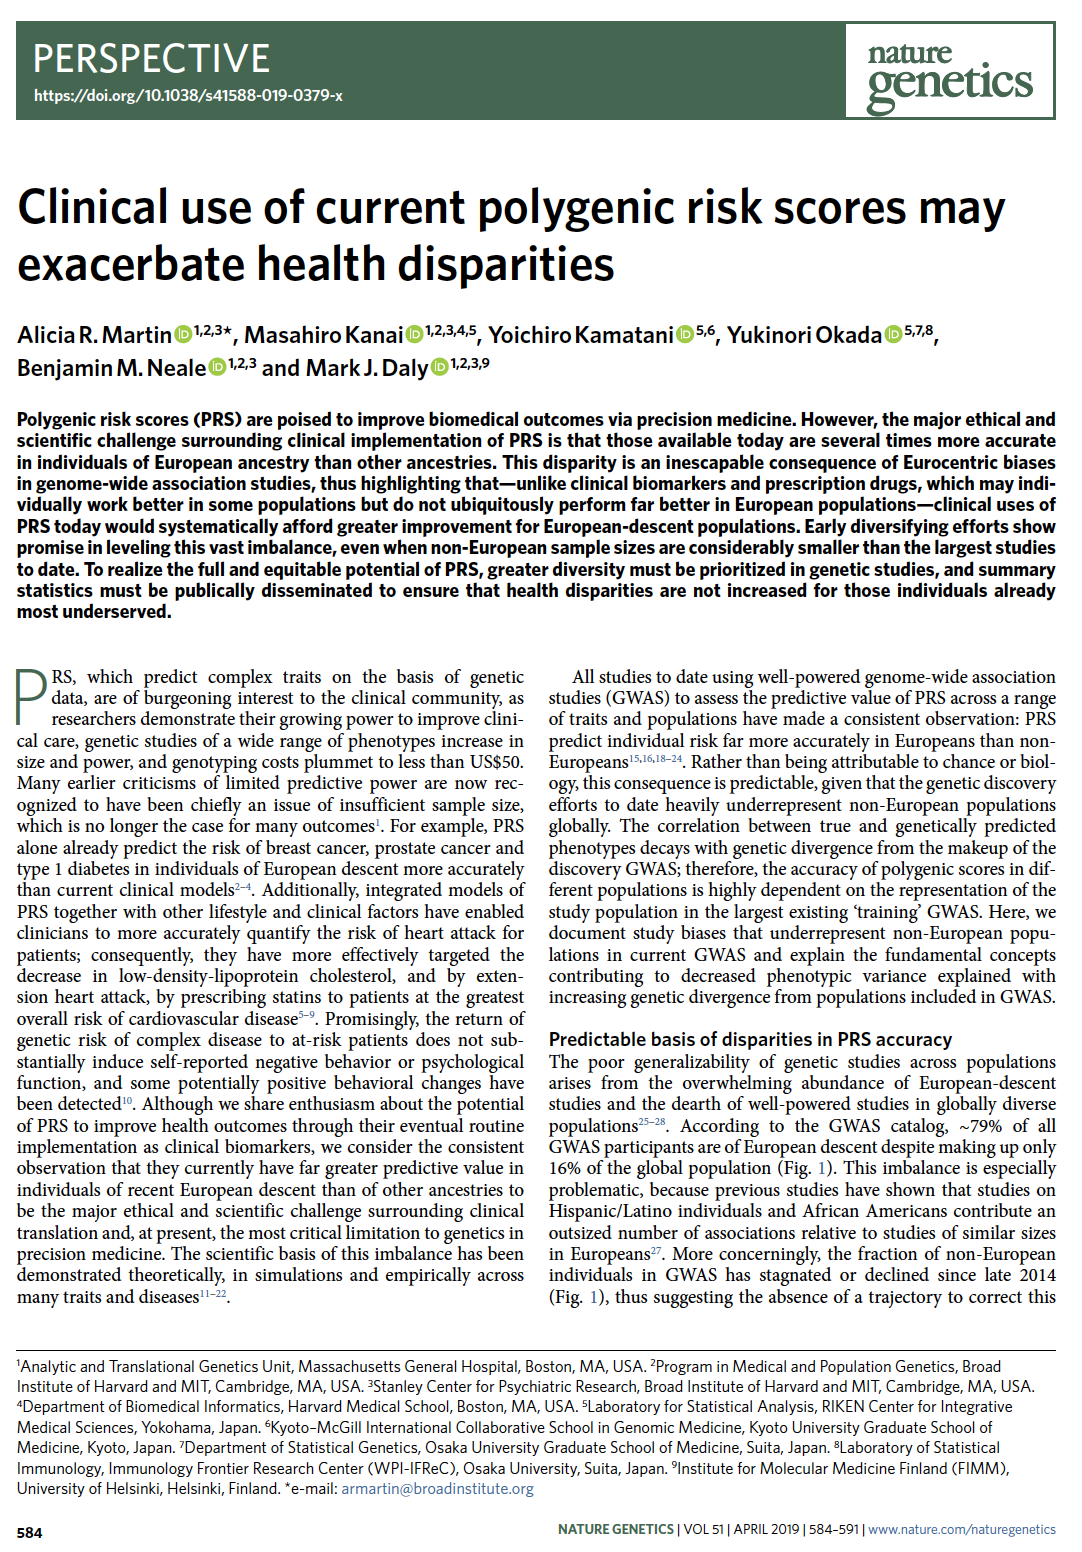 PERSPECTIVE
https://doi.org/10.1038/s41588-019-0379-x
nature
genetics
Clinical use of current polygenic risk scores may
exacerbate health disparities
Alicia R. Martin 1,2,3*, Masahiro Kanai 1,2,3,4,5, Yoichiro Kamatani 5,6, Yukinori Okada 5,7,8,
Benjamin M. Neale 1,2,3 and Mark J. Daly 1,2,3,9
Polygenic risk scores (PRS) are poised to improve biomedical outcomes via precision medicine. However, the major ethical and
scientific challenge surrounding clinical implementation of PRS is that those available today are several times more accurate
in individuals of European ancestry than other ancestries. This disparity is an inescapable consequence of Eurocentric biases
in genome-wide association studies, thus highlighting that—unlike clinical biomarkers and prescription drugs, which may indi-
vidually work better in some populations but do not ubiquitously perform far better in European populations—clinical uses of
PRS today would systematically afford greater improvement for European-descent populations. Early diversifying efforts show
promise in leveling this vast imbalance, even when non-European sample sizes are considerably smaller than the largest studies
to date. To realize the full and equitable potential of PRS, greater diversity must be prioritized in genetic studies, and summary
statistics must be publically disseminated to ensure that health disparities are not increased for those individuals already
most underserved.
PRS, which predict complex traits on the basis of genetic
data, are of burgeoning interest to the clinical community, as
researchers demonstrate their growing power to improve clini-
cal care, genetic studies of a wide range of phenotypes increase in
size and power, and genotyping costs plummet to less than US$50.
Many earlier criticisms of limited predictive power are now rec-
ognized to have been chiefly an issue of insufficient sample size,
which is no longer the case for many outcomes1. For example, PRS
alone already predict the risk of breast cancer, prostate cancer and
type 1 diabetes in individuals of European descent more accurately
than current clinical models2–4. Additionally, integrated models of
PRS together with other lifestyle and clinical factors have enabled
clinicians to more accurately quantify the risk of heart attack for
patients; consequently, they have more effectively targeted the
decrease in low-density-lipoprotein cholesterol, and by exten-
sion heart attack, by prescribing statins to patients at the greatest
overall risk of cardiovascular disease5–9. Promisingly, the return of
genetic risk of complex disease to at-risk patients does not sub-
stantially induce self-reported negative behavior or psychological
function, and some potentially positive behavioral changes have
been detected10. Although we share enthusiasm about the potential
of PRS to improve health outcomes through their eventual routine
implementation as clinical biomarkers, we consider the consistent
observation that they currently have far greater predictive value in
individuals of recent European descent than of other ancestries to
be the major ethical and scientific challenge surrounding clinical
translation and, at present, the most critical limitation to genetics in
precision medicine. The scientific basis of this imbalance has been
demonstrated theoretically, in simulations and empirically across
many traits and diseases11–22.
All studies to date using well-powered genome-wide association
studies (GWAS) to assess the predictive value of PRS across a range
of traits and populations have made a consistent observation: PRS
predict individual risk far more accurately in Europeans than non-
Europeans15,16,18–24. Rather than being attributable to chance or biol-
ogy, this consequence is predictable, given that the genetic discovery
efforts to date heavily underrepresent non-European populations
globally. The correlation between true and genetically predicted
phenotypes decays with genetic divergence from the makeup of the
discovery GWAS; therefore, the accuracy of polygenic scores in dif-
ferent populations is highly dependent on the representation of the
study population in the largest existing ‘training’ GWAS. Here, we
document study biases that underrepresent non-European popu-
lations in current GWAS and explain the fundamental concepts
contributing to decreased phenotypic variance explained with
increasing genetic divergence from populations included in GWAS.
Predictable basis of disparities in PRS accuracy
The poor generalizability of genetic studies across populations
arises from the overwhelming abundance of European-descent
studies and the dearth of well-powered studies in globally diverse
populations25–28. According to the GWAS catalog, ~79% of all
GWAS participants are of European descent despite making up only
16% of the global population (Fig. 1). This imbalance is especially
problematic, because previous studies have shown that studies on
Hispanic/Latino individuals and African Americans contribute an
outsized number of associations relative to studies of similar sizes
in Europeans27. More concerningly, the fraction of non-European
individuals in GWAS has stagnated or declined since late 2014
(Fig. 1), thus suggesting the absence of a trajectory to correct this
1Analytic and Translational Genetics Unit, Massachusetts General Hospital, Boston, MA, USA. 2Program in Medical and Population Genetics, Broad
Institute of Harvard and MIT, Cambridge, MA, USA. 3Stanley Center for Psychiatric Research, Broad Institute of Harvard and MIT, Cambridge, MA, USA.
4Department of Biomedical Informatics, Harvard Medical School, Boston, MA, USA. 5Laboratory for Statistical Analysis, RIKEN Center for Integrative
Medical Sciences, Yokohama, Japan. 6Kyoto–McGill International Collaborative School in Genomic Medicine, Kyoto University Graduate School of
Medicine, Kyoto, Japan. 7Department of Statistical Genetics, Osaka University Graduate School of Medicine, Suita, Japan. 8Laboratory of Statistical
Immunology, Immunology Frontier Research Center (WPI-IFReC), Osaka University, Suita, Japan. 9Institute for Molecular Medicine Finland (FIMM),
University of Helsinki, Helsinki, Finland. *e-mail: armartin@broadinstitute.org
584
NATURE GENETICS | VOL 51 | APRIL 2019 | 584–591 | www.nature.com/naturegenetics